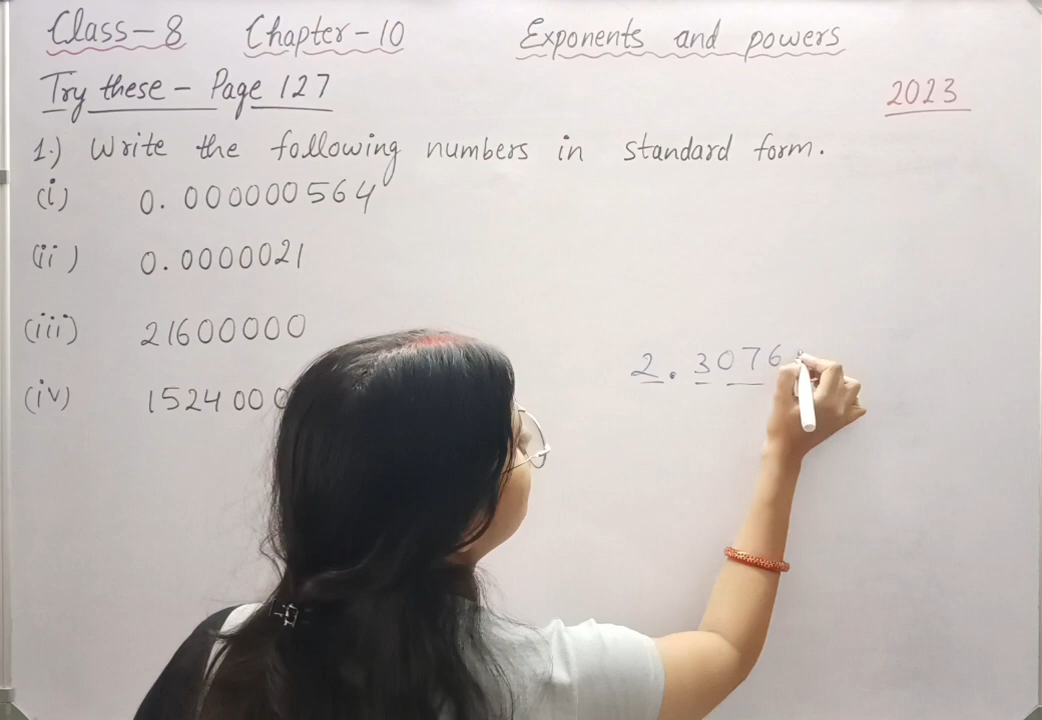 Class-8 Chapter-10 Exponents and powers
Try these - Page 127
2023
1.) Write the following numbers in standard form.
(i) 0.000000564
(ii) 0.0000021
(iii) 21600000
(iv) 1524000
2.3076